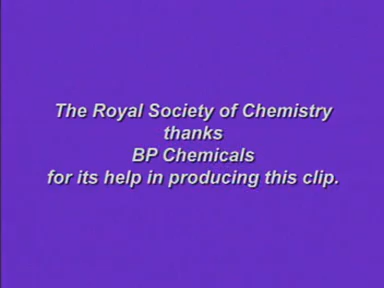 The Royal Society of Chemistry
thanks
BP Chemicals
for its help in producing this clip.